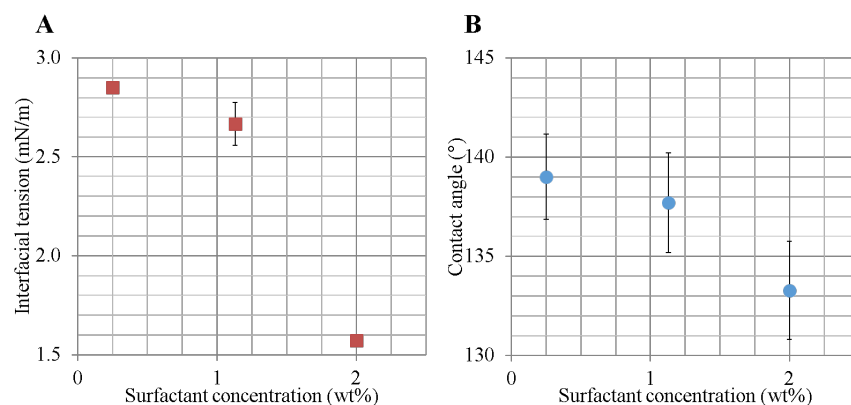 A
3.0
2.5
2.0
1.5
0
1
2
Interfacial tension (mN/m)
Surfactant concentration (wt%)
B
145
140
135
130
0
1
2
Contact angle (°)
Surfactant concentration (wt%)